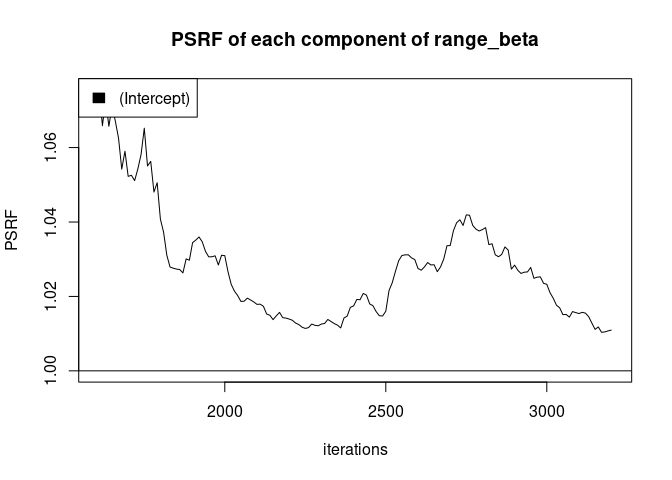 PSRF of each component of range_beta
(Intercept)
PSRF
1.06
1.04
1.02
1.00
2000
2500
3000
iterations